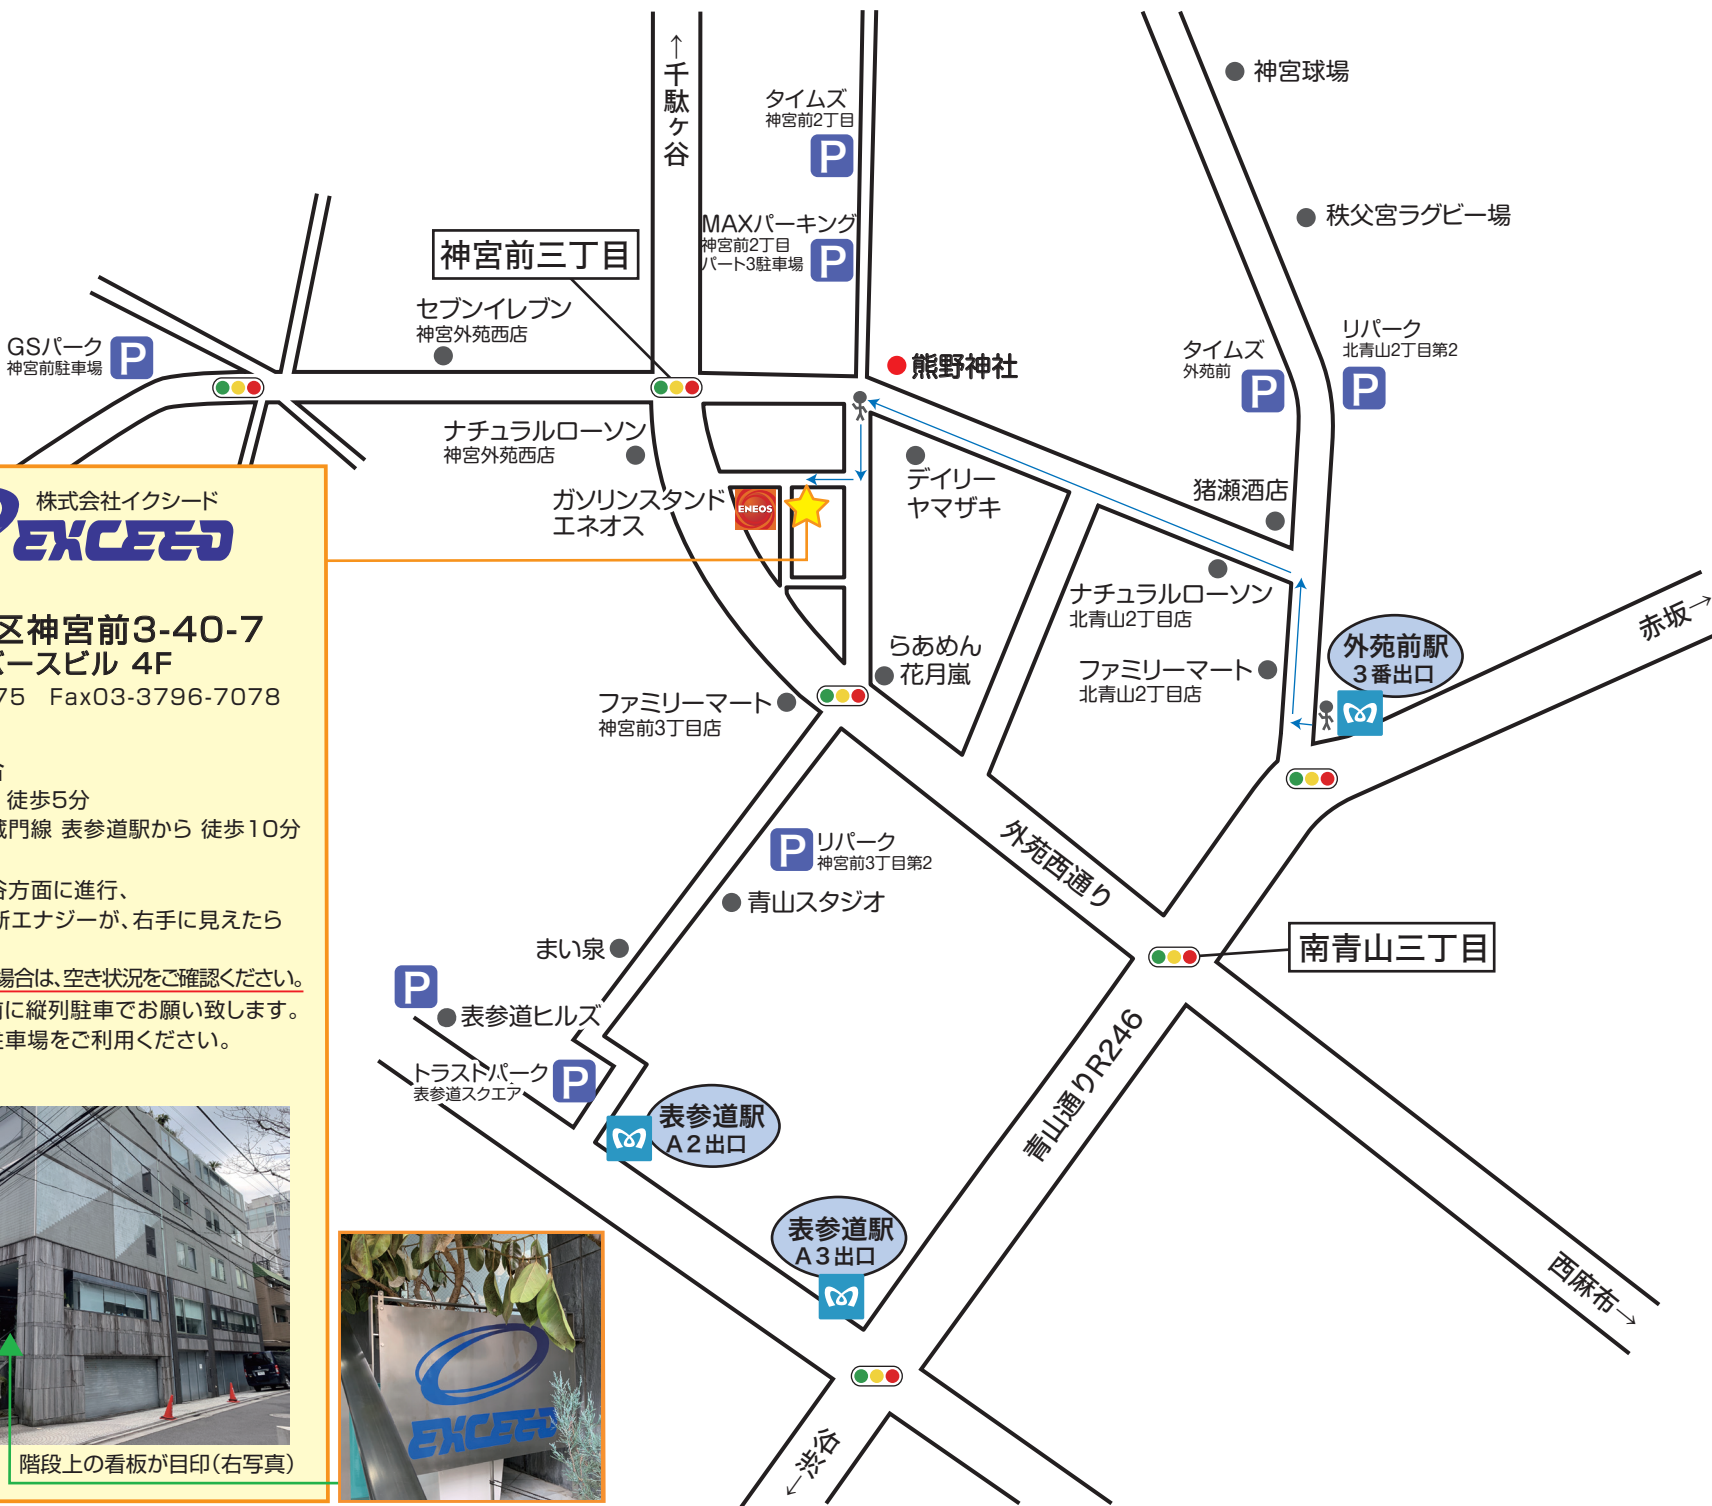 ←千駄ヶ谷
神宮球場
タイムズ
神宮前2丁目
P
秩父宮ラグビー場
MAXパーキング
神宮前2丁目
パート3駐車場
P
神宮前三丁目
セブンイレブン
神宮外苑西店
GSパーク
神宮前駐車場
P
熊野神社
タイムズ
外苑前
P
リパーク
北青山2丁目第2
P
ナチュラルローソン
神宮外苑西店
デイリー
ヤマザキ
猪瀬酒店
ガソリンスタンド
エネオス
ENEOS
株式会社イクシード
EXCEED
区神宮前3-40-7
ースビル 4F
75 Fax03-3796-7078
徒歩5分
門線 表参道駅から 徒歩10分
谷方面に進行、
新エナジーが、右手に見えたら
場合は、空き状況をご確認ください。
前に縦列駐車でお願い致します。
車場をご利用ください。
階段上の看板が目印(右写真)
ナチュラルローソン
北青山2丁目店
赤坂→
外苑前駅
3番出口
らあめん
花月嵐
ファミリーマート
北青山2丁目店
ファミリーマート
神宮前3丁目店
外苑西通り
P
リパーク
神宮前3丁目第2
青山スタジオ
まい泉
南青山三丁目
P
表参道ヒルズ
トラストパーク
表参道スクエア
P
青山通りR246
表参道駅
A2出口
表参道駅
A3出口
西麻布→
←渋谷
EXCEED